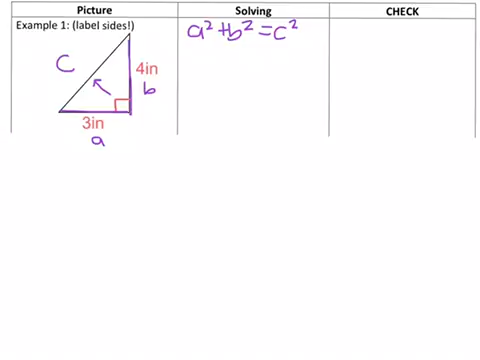 Picture
Solving
CHECK
Example 1: (label sides!)
a² + b² = c²
C
4in
b
3in
a